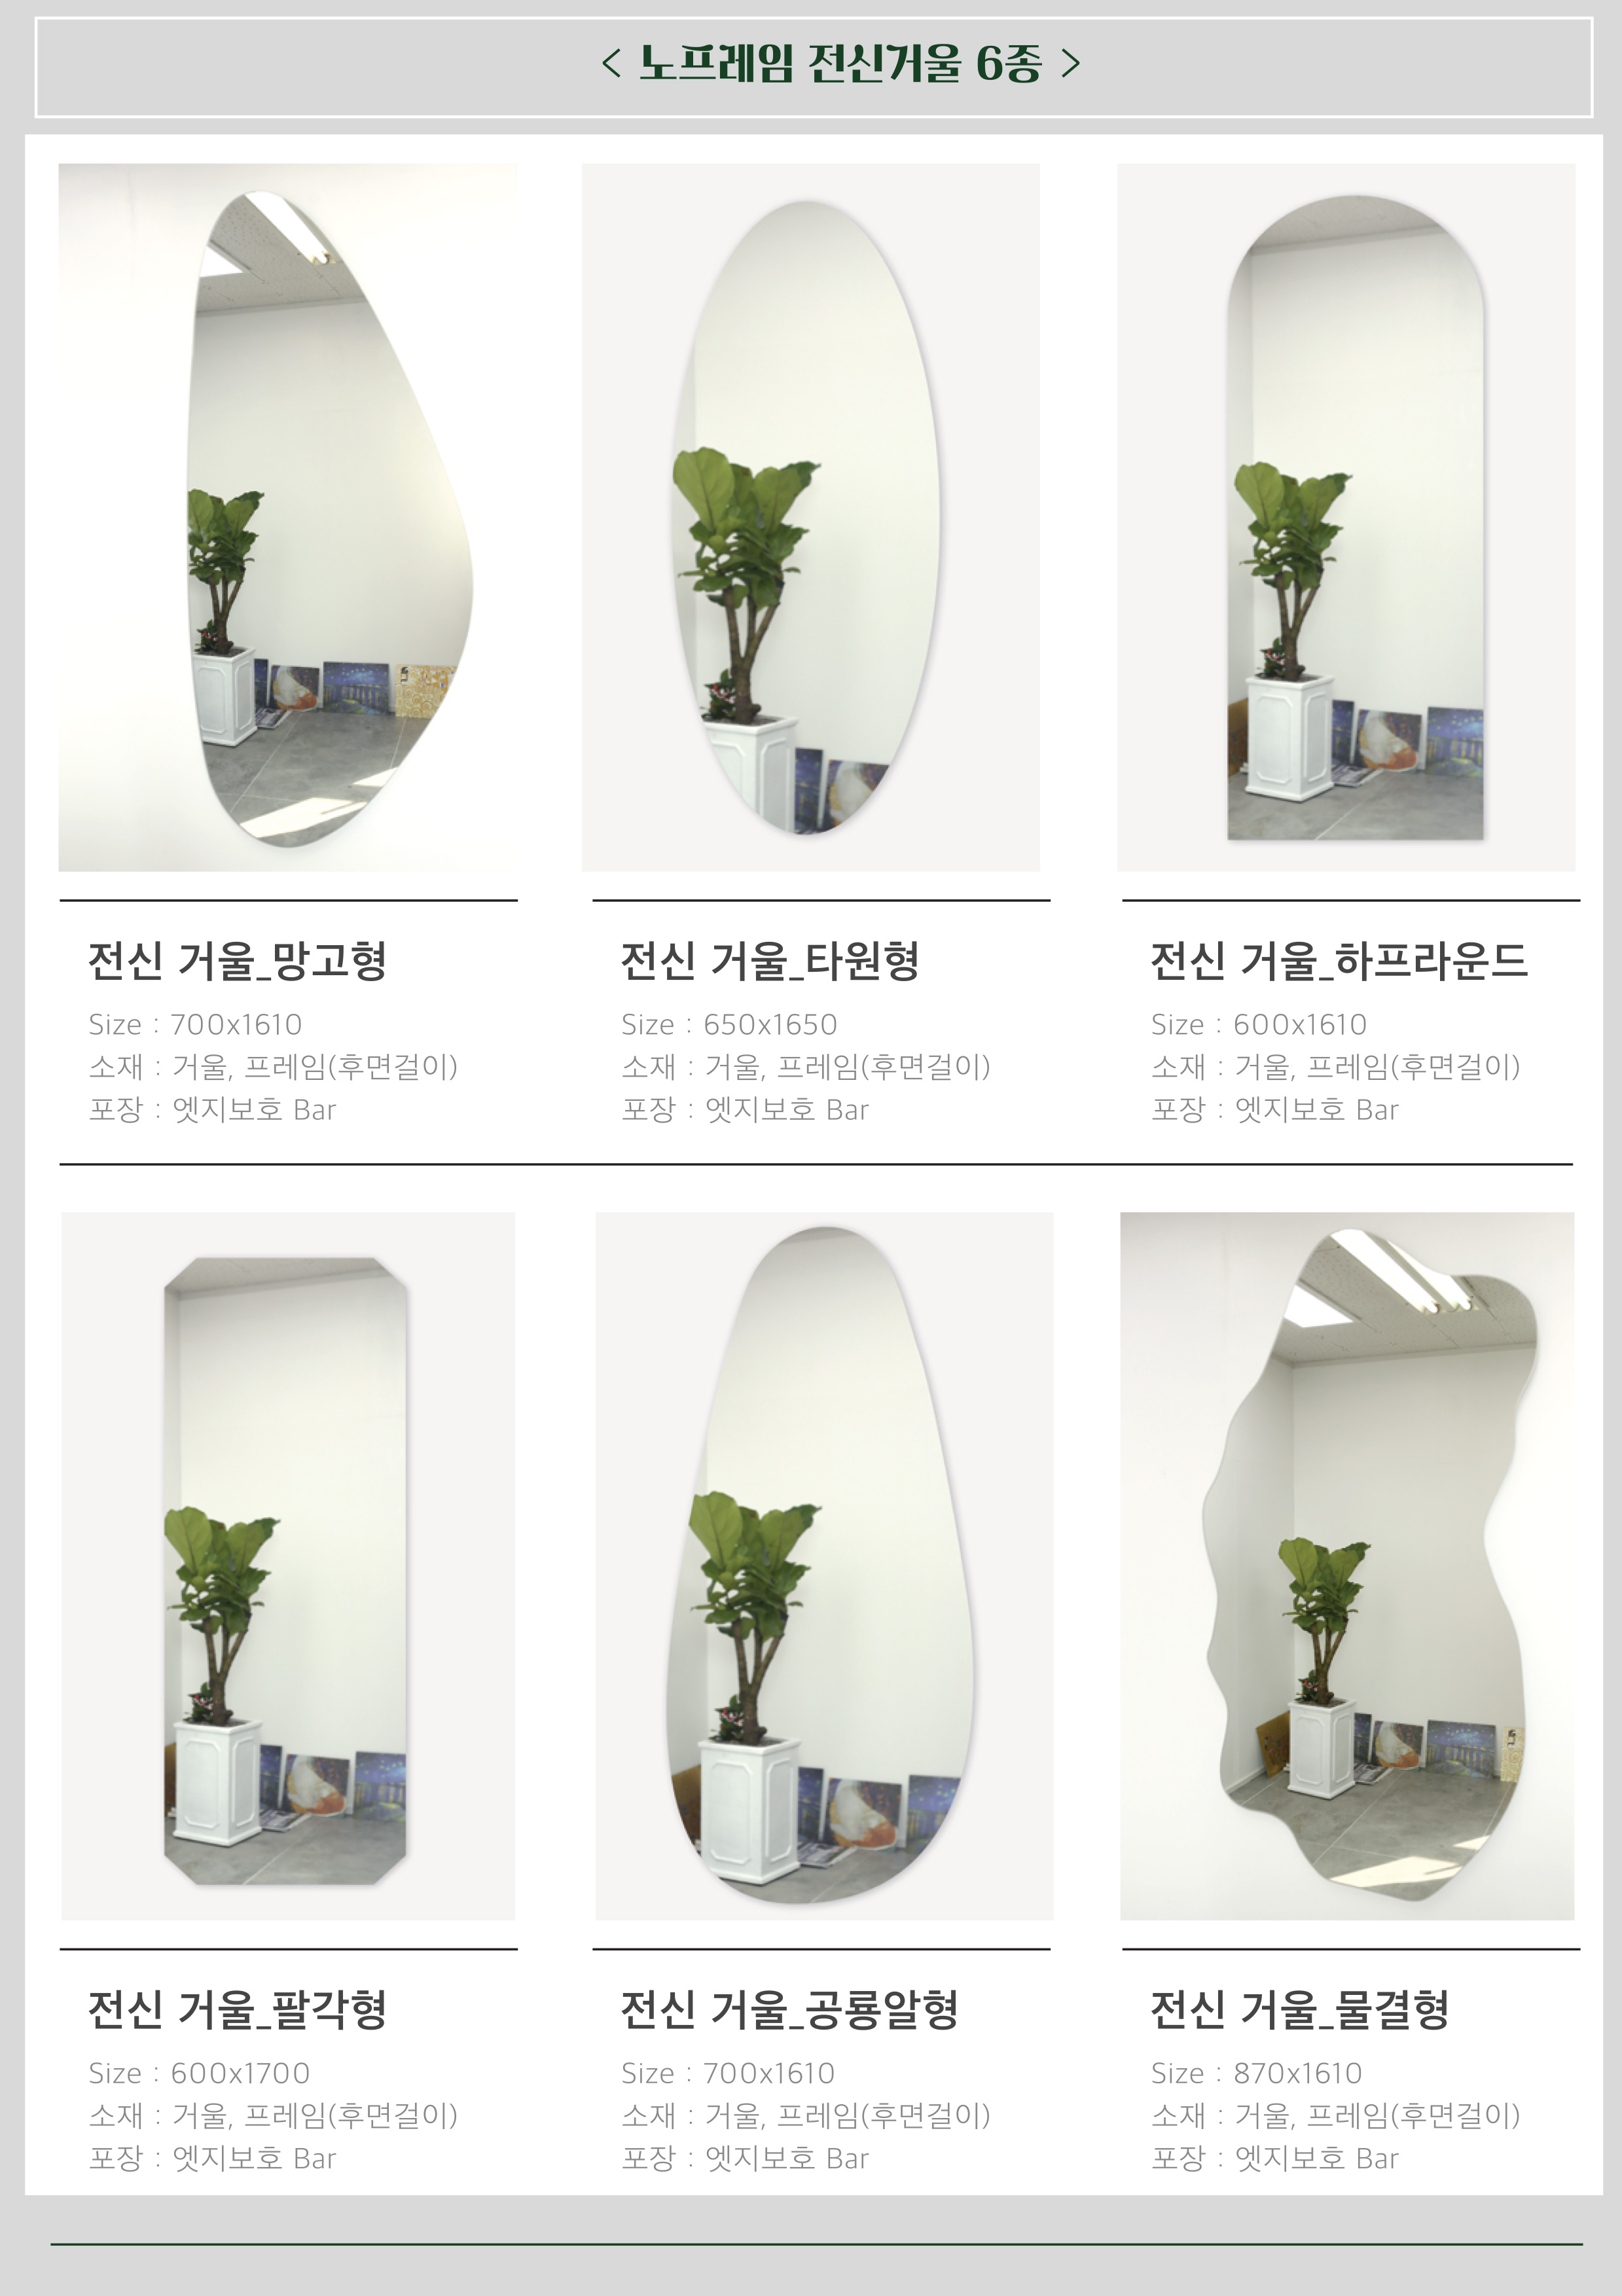 < 노프레임 전신거울 6종 >
전신 거울_망고형
Size : 700x1610
소재 : 거울, 프레임(후면걸이)
포장 : 엣지보호 Bar
전신 거울_타원형
Size : 650x1650
소재 : 거울, 프레임(후면걸이)
포장 : 엣지보호 Bar
전신 거울_하프라운드
Size : 600x1610
소재 : 거울, 프레임(후면걸이)
포장 : 엣지보호 Bar
전신 거울_팔각형
Size : 600x1700
소재 : 거울, 프레임(후면걸이)
포장 : 엣지보호 Bar
전신 거울_공룡알형
Size : 700x1610
소재 : 거울, 프레임(후면걸이)
포장 : 엣지보호 Bar
전신 거울_물결형
Size : 870x1610
소재 : 거울, 프레임(후면걸이)
포장 : 엣지보호 Bar